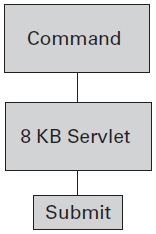 Command
8 KB Servlet
Submit